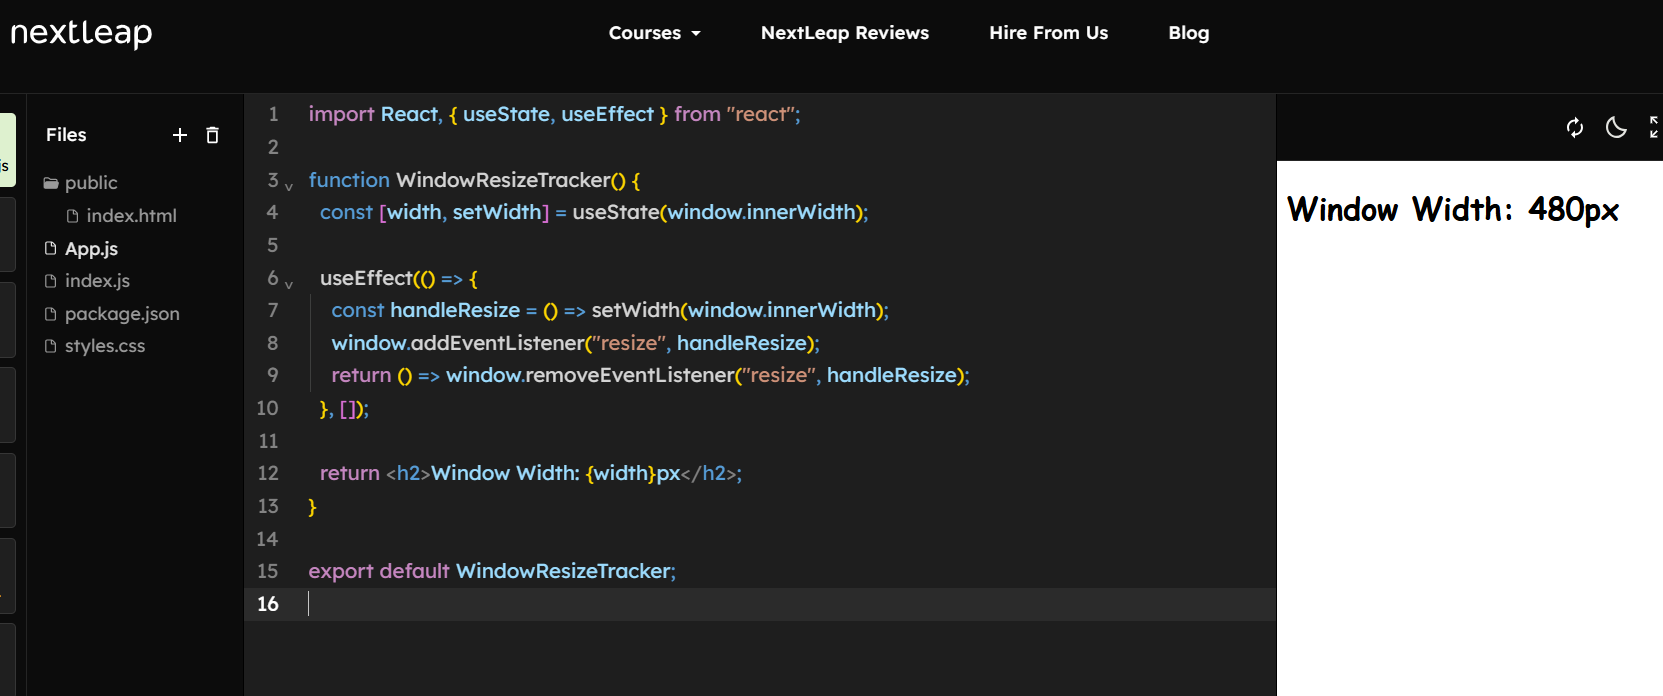 nextleap
Courses NextLeap Reviews Hire From Us Blog
js
Files
public
index.html
App.js
index.js
package.json
styles.css
1 import React, { useState, useEffect } from "react";
2
3 function WindowResizeTracker() {
4 const [width, setWidth] = useState(window.innerWidth);
5
6 useEffect(() => {
7 const handleResize = () => setWidth(window.innerWidth);
8 window.addEventListener("resize", handleResize);
9 return () => window.removeEventListener("resize", handleResize);
10 }, []);
11
12 return <h2>Window Width: {width}px</h2>;
13 }
14
15 export default WindowResizeTracker;
16
Window Width: 480px